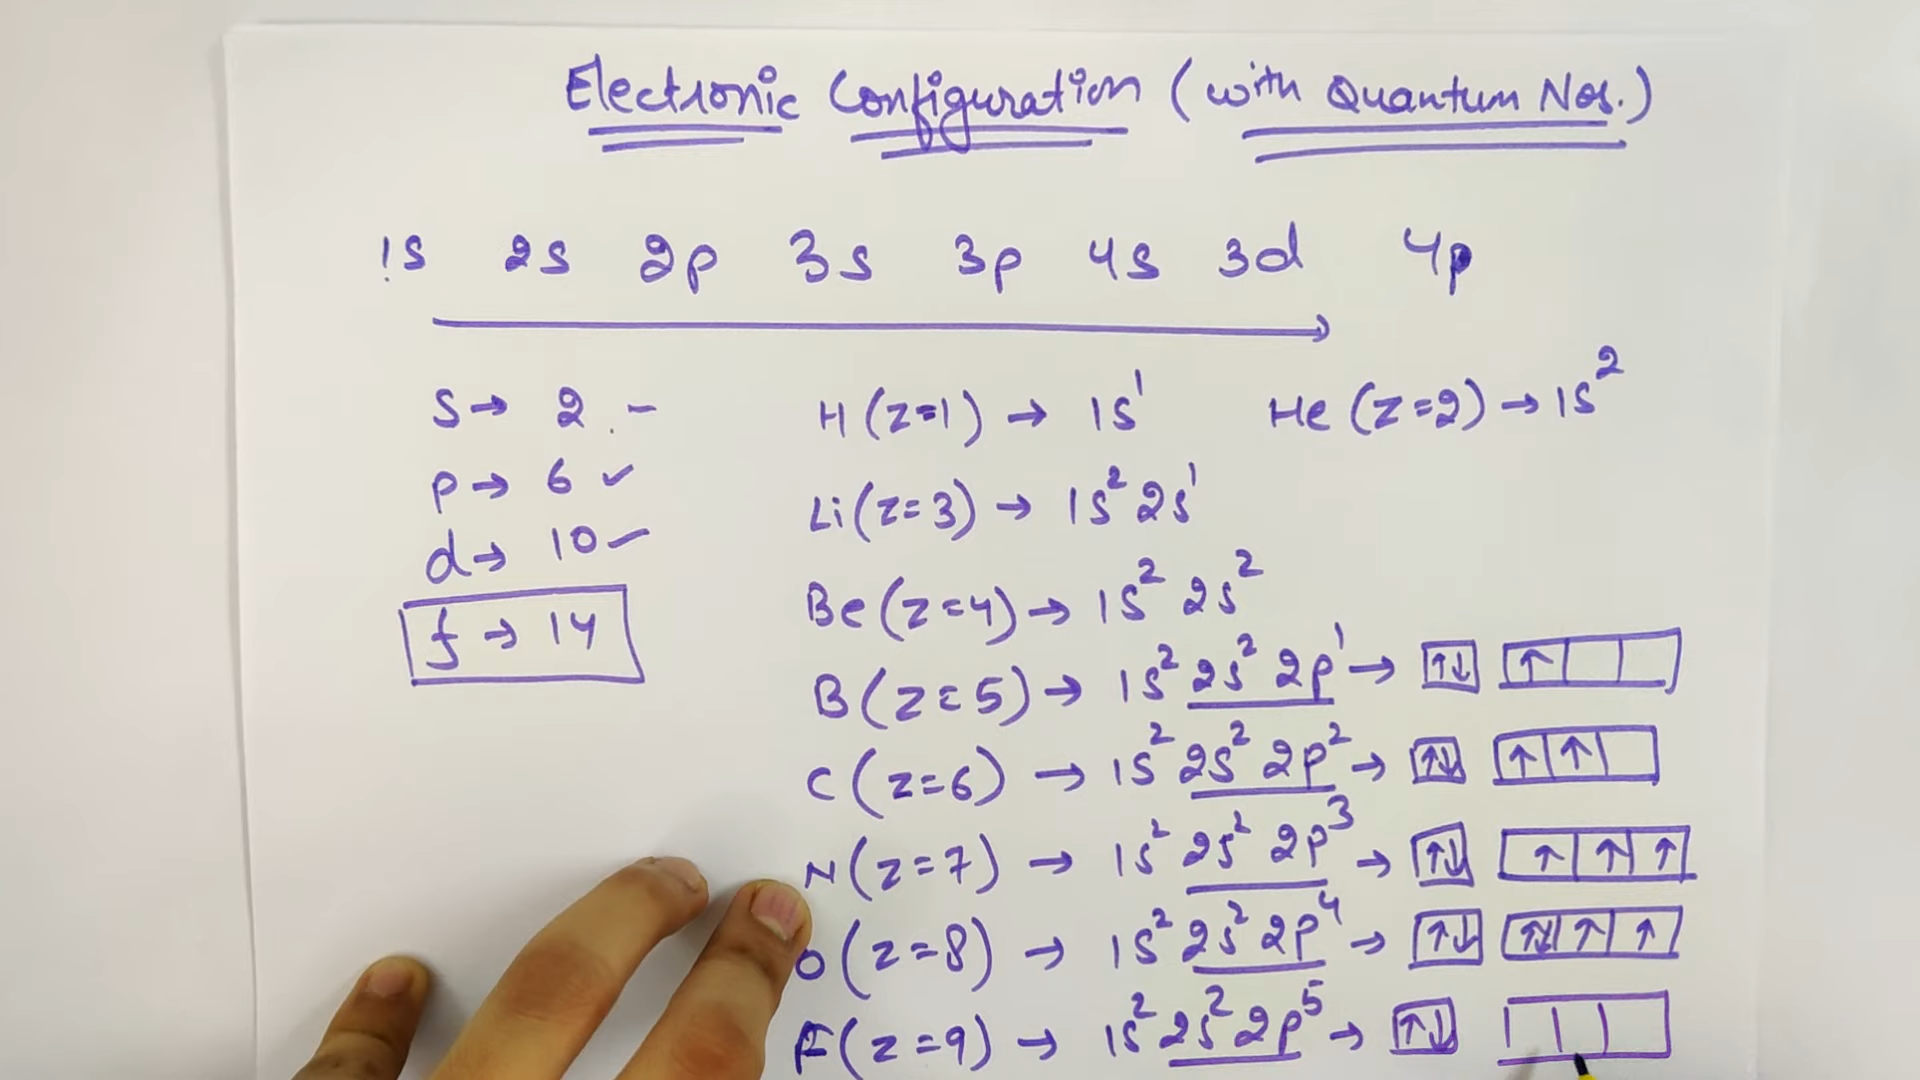 Electronic Configuration (with Quantum Nos.)
1s 2s 2p 3s 3p 4s 3d 4p
s → 2
p → 6 ✓
d → 10
f → 14
H (z=1) → 1s¹ He (z=2) → 1s²
Li (z=3) → 1s² 2s¹
Be (z=4) → 1s² 2s²
B (z=5) → 1s² 2s² 2p¹ → ↑↓ ↑
C (z=6) → 1s² 2s² 2p² → ↑↓ ↑ ↑
N (z=7) → 1s² 2s² 2p³ → ↑↓ ↑ ↑ ↑
O (z=8) → 1s² 2s² 2p⁴ → ↑↓ ↑↓ ↑ ↑
F (z=9) → 1s² 2s² 2p⁵ → ↑↓